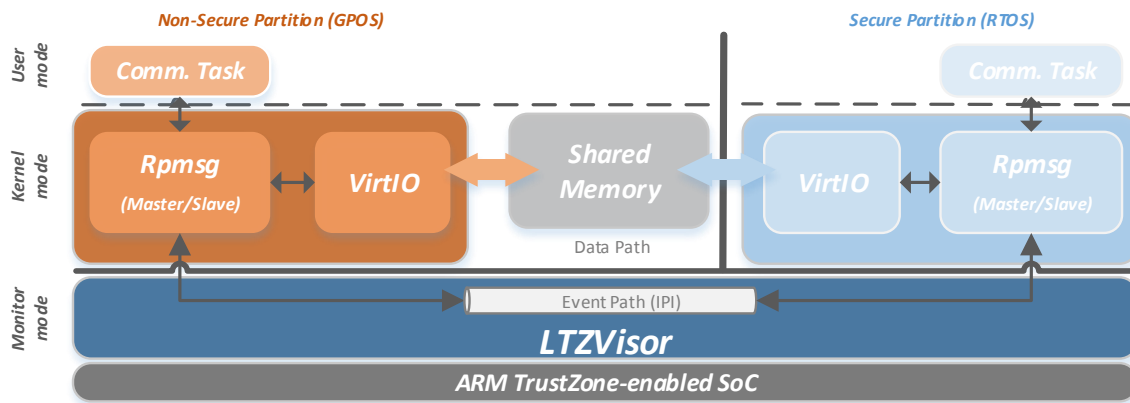 Non-Secure Partition (GPOS)
Secure Partition (RTOS)
User
mode
Comm. Task
Comm. Task
Kernel
mode
Rpmsg
(Master/Slave)
VirtIO
Shared
Memory
VirtIO
Rpmsg
(Master/Slave)
Data Path
Monitor
mode
Event Path (IPI)
LTZVisor
ARM TrustZone-enabled SoC